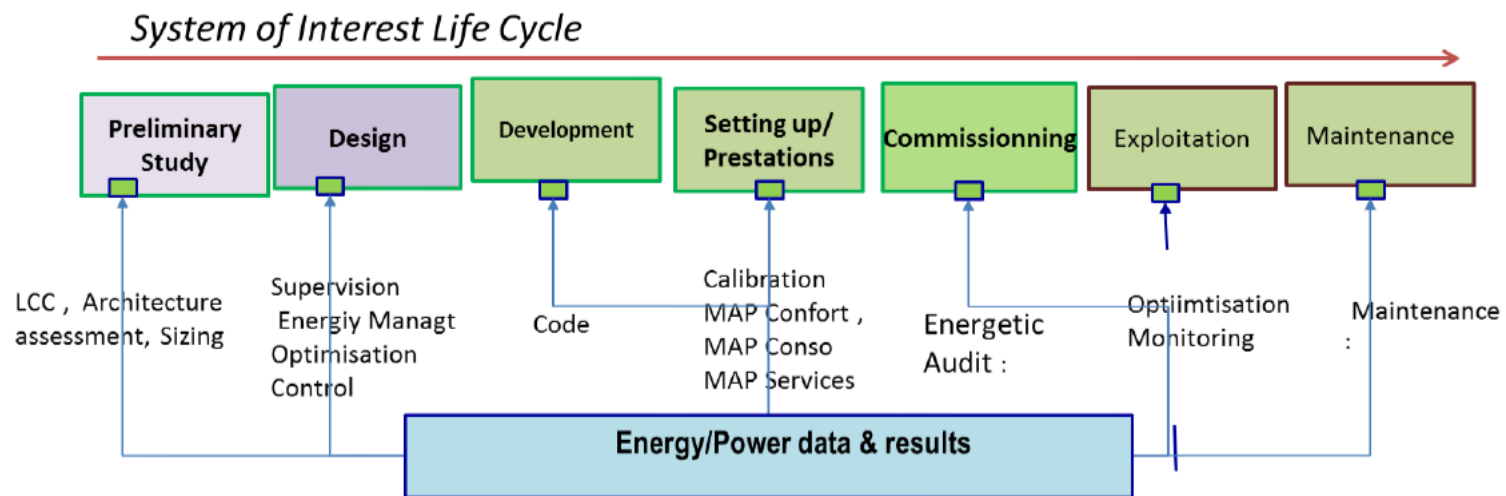 System of Interest Life Cycle
Preliminary
Study
Design
Development
Setting up/
Prestations
Commissionning
Exploitation
Maintenance
LCC , Architecture
assessment, Sizing
Supervision
Energiy Managt
Optimisation
Control
Code
Calibration
MAP Confort ,
MAP Conso
MAP Services
Energetic
Audit :
Optiimtisation
Monitoring
Maintenance
:
Energy/Power data & results